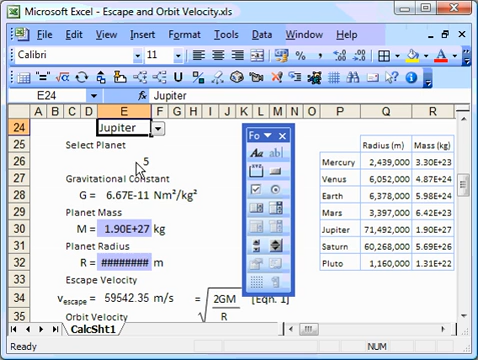 Microsoft Excel - Escape and Orbit Velocity.xls
File Edit View Insert Format Tools Data Window Help
Calibri 11 B I U
E24 Jupiter
A B C D E F G H I J K L M N O P Q R
24 Jupiter
25 Select Planet
26 5
27 Gravitational Constant
28 G = 6.67E-11 Nm²/kg²
29 Planet Mass
30 M = 1.90E+27 kg
31 Planet Radius
32 R = ######## m
33 Escape Velocity
34 vescape = 59542.35 m/s = √ 2GM [Eqn. 1]
R
35 Orbit Velocity
Fo
Aa ab|
Radius (m) Mass (kg)
Mercury 2,439,000 3.30E+23
Venus 6,052,000 4.87E+24
Earth 6,378,000 5.98E+24
Mars 3,397,000 6.42E+23
Jupiter 71,492,000 1.90E+27
Saturn 60,268,000 5.69E+26
Pluto 1,160,000 1.31E+22
CalcSht1
Ready NUM